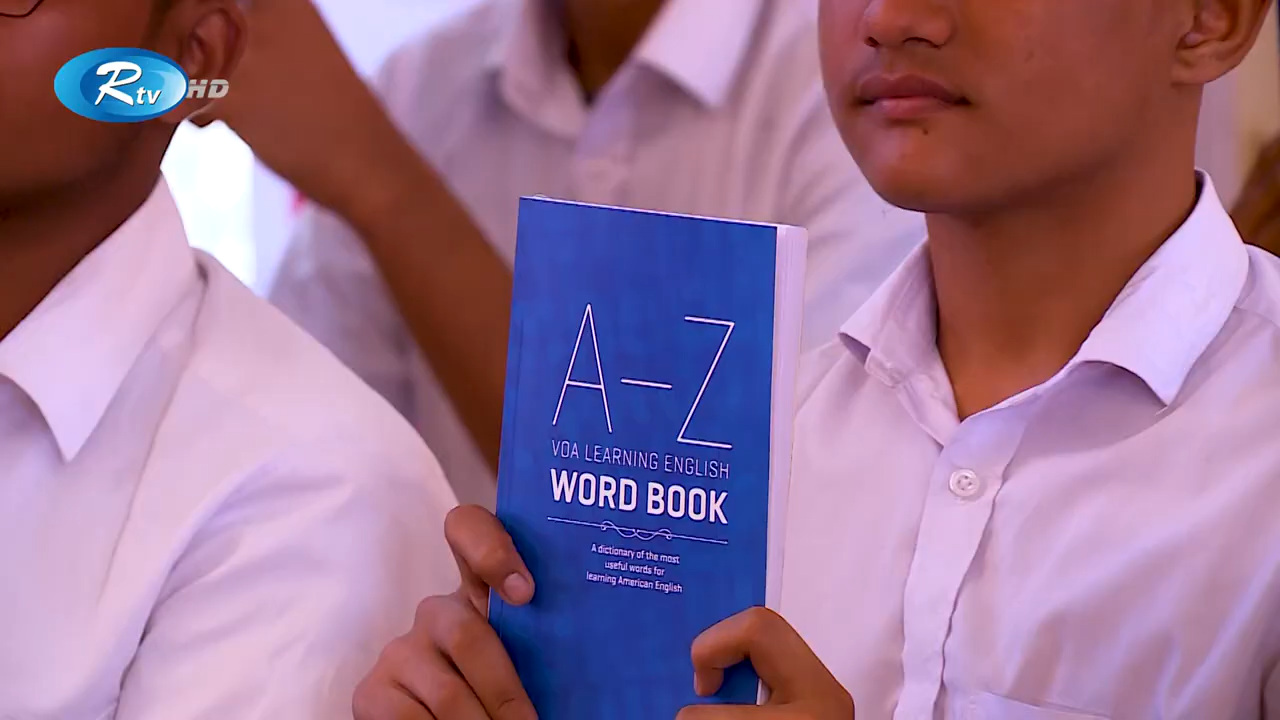 Rtv HD
A–Z
VOA LEARNING ENGLISH
WORD BOOK
A dictionary of the most
useful words for
learning American English